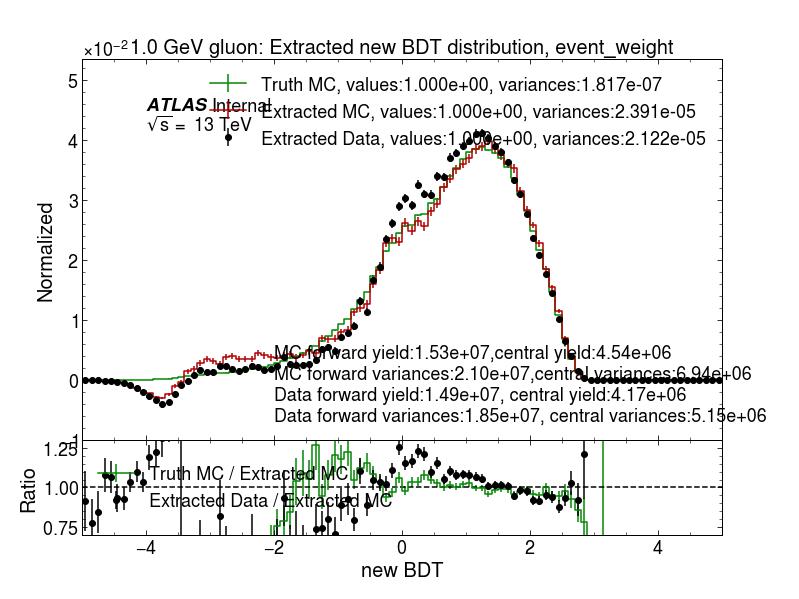 ×10⁻² 1.0 GeV gluon: Extracted new BDT distribution, event_weight
Truth MC, values:1.000e+00, variances:1.817e-07
ATLAS Internal
Extracted MC, values:1.000e+00, variances:2.391e-05
√s = 13 TeV
Extracted Data, values:1.000e+00, variances:2.122e-05
5
4
3
2
1
0
1
Normalized
MC forward yield:1.53e+07,central yield:4.54e+06
MC forward variances:2.10e+07,central variances:6.94e+06
Data forward yield:1.49e+07, central yield:4.17e+06
Data forward variances:1.85e+07, central variances:5.15e+06
1.25
1.00
0.75
Ratio
Truth MC / Extracted MC
Extracted Data / Extracted MC
−4 −2 0 2 4
new BDT